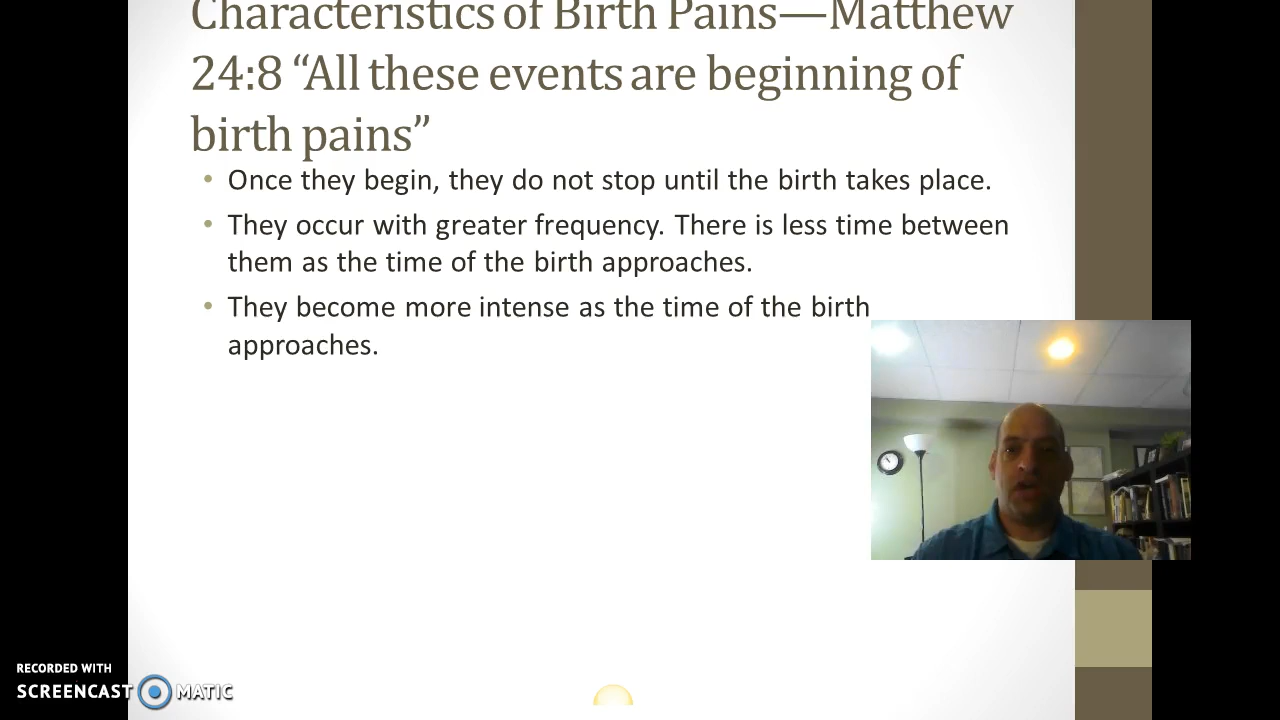 Characteristics of Birth Pains—Matthew
24:8 “All these events are beginning of
birth pains”
• Once they begin, they do not stop until the birth takes place.
• They occur with greater frequency. There is less time between
them as the time of the birth approaches.
• They become more intense as the time of the birth
approaches.
RECORDED WITH
SCREENCAST MATIC